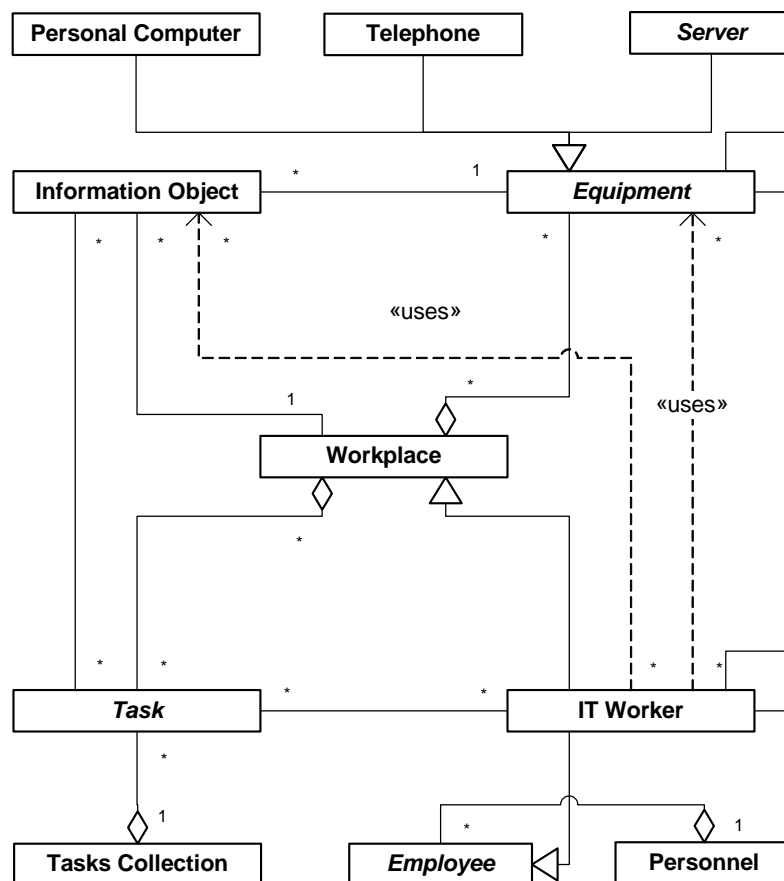 Personal Computer
Telephone
Server
*
1
Information Object
Equipment
*
*
*
*
*
«uses»
*
1
«uses»
Workplace
*
*
*
*
*
*
*
Task
IT Worker
*
1
*
1
Tasks Collection
Employee
Personnel